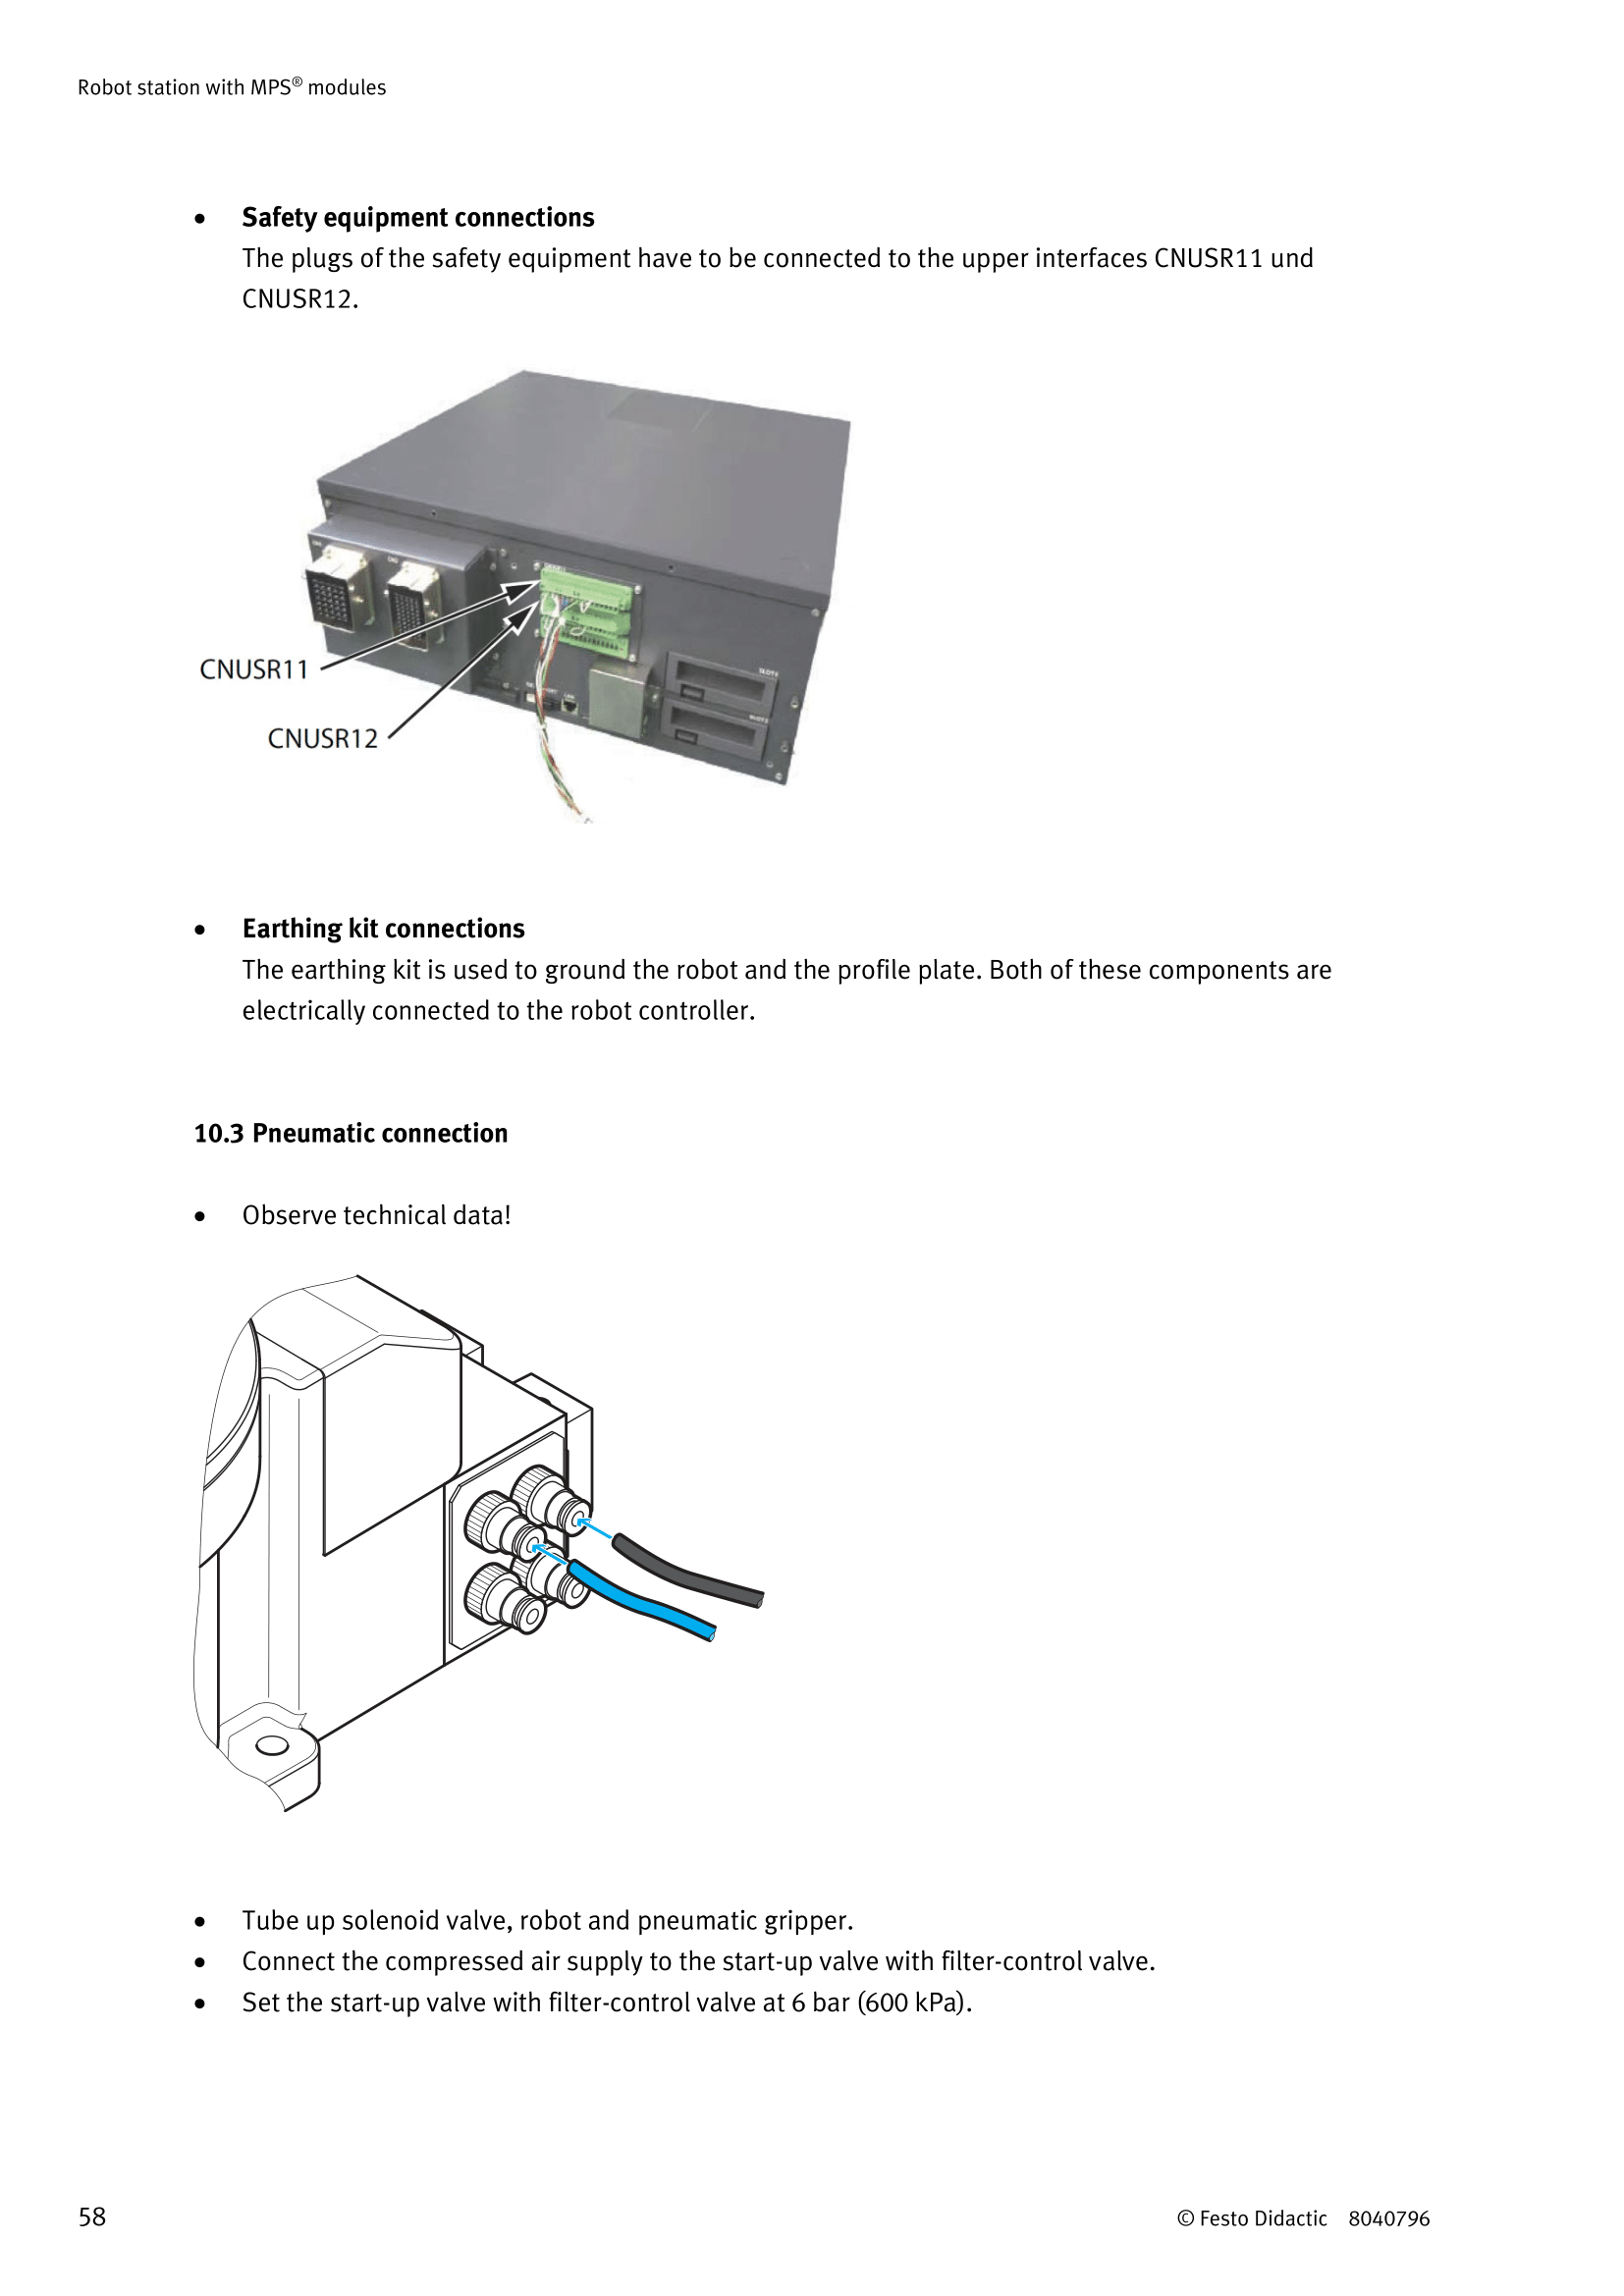 Robot station with MPS® modules
• Safety equipment connections
The plugs of the safety equipment have to be connected to the upper interfaces CNUSR11 und
CNUSR12.
CNUSR11
CNUSR12
• Earthing kit connections
The earthing kit is used to ground the robot and the profile plate. Both of these components are
electrically connected to the robot controller.
10.3 Pneumatic connection
• Observe technical data!
• Tube up solenoid valve, robot and pneumatic gripper.
• Connect the compressed air supply to the start-up valve with filter-control valve.
• Set the start-up valve with filter-control valve at 6 bar (600 kPa).
58
© Festo Didactic 8040796